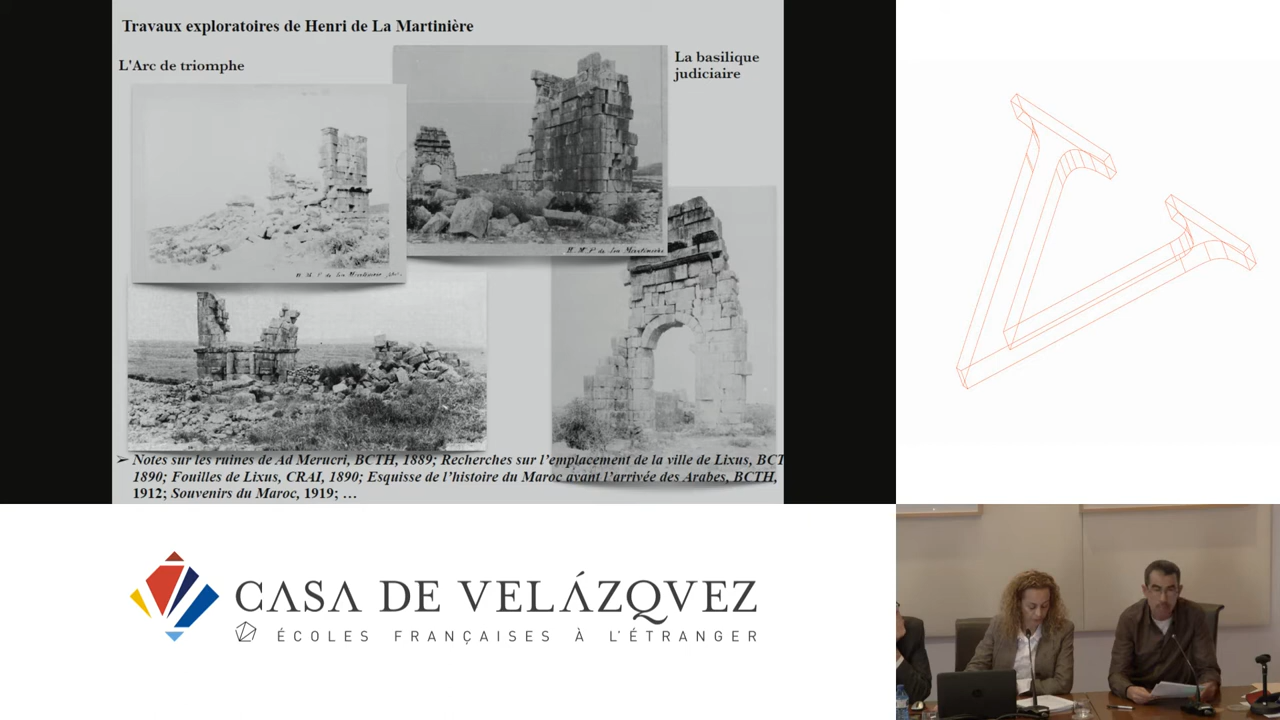 Travaux exploratoires de Henri de La Martinière
L'Arc de triomphe
La basilique
judiciaire
➢ Notes sur les ruines de Ad Merucri, BCTH, 1889; Recherches sur l'emplacement de la ville de Lixus, BCT
1890; Fouilles de Lixus, CRAI, 1890; Esquisse de l'histoire du Maroc avant l'arrivée des Arabes, BCTH,
1912; Souvenirs du Maroc, 1919; …
CASA DE VELÁZQVEZ
ÉCOLES FRANÇAISES À L'ÉTRANGER